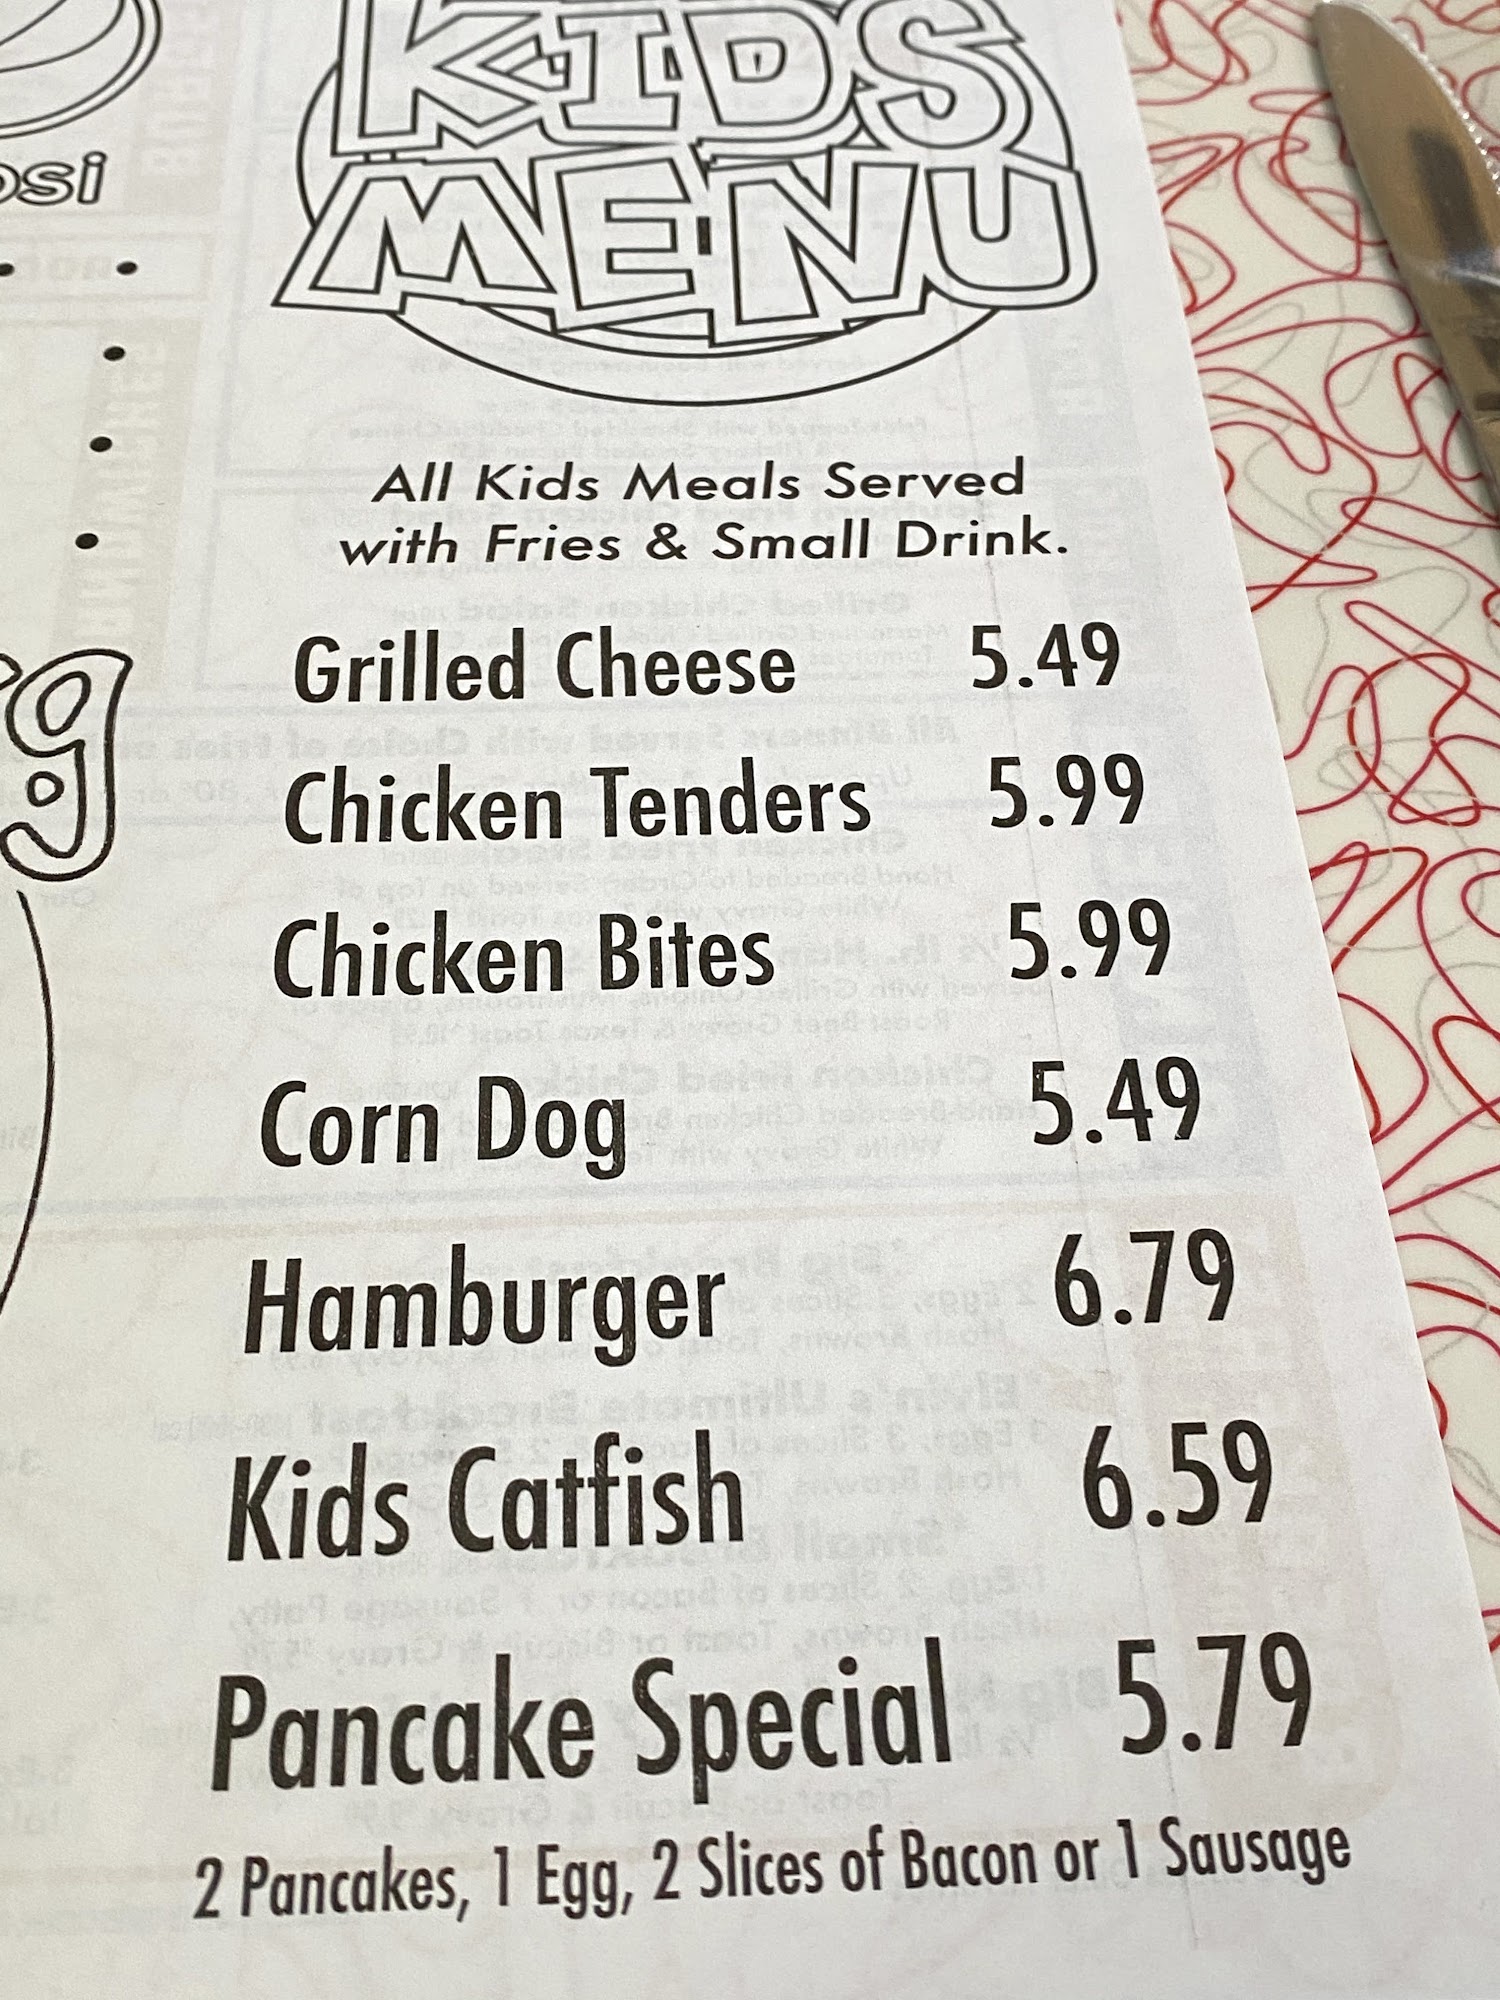 KIDS
MENU
All Kids Meals Served
with Fries & Small Drink.
Grilled Cheese 5.49
Chicken Tenders 5.99
Chicken Bites 5.99
Corn Dog 5.49
Hamburger 6.79
Kids Catfish 6.59
Pancake Special 5.79
2 Pancakes, 1 Egg, 2 Slices of Bacon or 1 Sausage